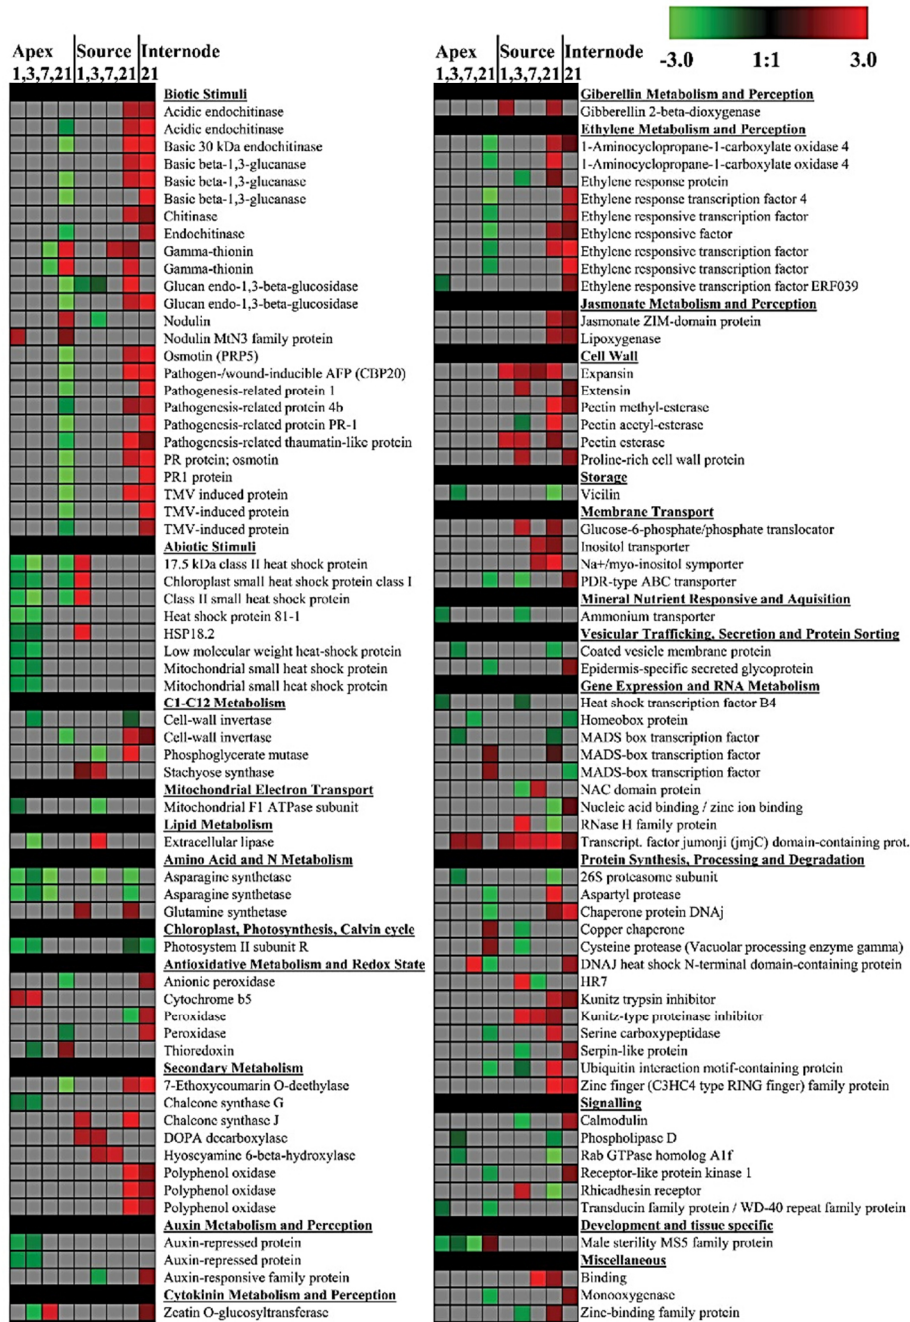 Apex Source Internode
1,3,7,21 1,3,7,21 21
Biotic Stimuli
Acidic endochitinase
Acidic endochitinase
Basic 30 kDa endochitinase
Basic beta-1,3-glucanase
Basic beta-1,3-glucanase
Basic beta-1,3-glucanase
Chitinase
Endochitinase
Gamma-thionin
Gamma-thionin
Glucan endo-1,3-beta-glucosidase
Glucan endo-1,3-beta-glucosidase
Nodulin
Nodulin MtN3 family protein
Osmotin (PRP5)
Pathogen-/wound-inducible AFP (CBP20)
Pathogenesis-related protein 1
Pathogenesis-related protein 4b
Pathogenesis-related protein PR-1
Pathogenesis-related thaumatin-like protein
PR protein; osmotin
PR1 protein
TMV induced protein
TMV-induced protein
TMV-induced protein
Abiotic Stimuli
17.5 kDa class II heat shock protein
Chloroplast small heat shock protein class I
Class II small heat shock protein
Heat shock protein 81-1
HSP18.2
Low molecular weight heat-shock protein
Mitochondrial small heat shock protein
Mitochondrial small heat shock protein
C1-C12 Metabolism
Cell-wall invertase
Cell-wall invertase
Phosphoglycerate mutase
Stachyose synthase
Mitochondrial Electron Transport
Mitochondrial F1 ATPase subunit
Lipid Metabolism
Extracellular lipase
Amino Acid and N Metabolism
Asparagine synthetase
Asparagine synthetase
Glutamine synthetase
Chloroplast, Photosynthesis, Calvin cycle
Photosystem II subunit R
Antioxidative Metabolism and Redox State
Anionic peroxidase
Cytochrome b5
Peroxidase
Peroxidase
Thioredoxin
Secondary Metabolism
7-Ethoxycoumarin O-deethylase
Chalcone synthase G
Chalcone synthase J
DOPA decarboxylase
Hyoscyamine 6-beta-hydroxylase
Polyphenol oxidase
Polyphenol oxidase
Polyphenol oxidase
Auxin Metabolism and Perception
Auxin-repressed protein
Auxin-repressed protein
Auxin-responsive family protein
Cytokinin Metabolism and Perception
Zeatin O-glucosyltransferase
-3.0 1:1 3.0
Apex Source Internode
1,3,7,21 1,3,7,21 21
Giberellin Metabolism and Perception
Gibberellin 2-beta-dioxygenase
Ethylene Metabolism and Perception
1-Aminocyclopropane-1-carboxylate oxidase 4
1-Aminocyclopropane-1-carboxylate oxidase 4
Ethylene response protein
Ethylene response transcription factor 4
Ethylene responsive transcription factor
Ethylene responsive factor
Ethylene responsive transcription factor
Ethylene responsive transcription factor
Ethylene responsive transcription factor ERF039
Jasmonate Metabolism and Perception
Jasmonate ZIM-domain protein
Lipoxygenase
Cell Wall
Expansin
Extensin
Pectin methyl-esterase
Pectin acetyl-esterase
Pectin esterase
Proline-rich cell wall protein
Storage
Vicilin
Membrane Transport
Glucose-6-phosphate/phosphate translocator
Inositol transporter
Na+/myo-inositol symporter
PDR-type ABC transporter
Mineral Nutrient Responsive and Aquisition
Ammonium transporter
Vesicular Trafficking, Secretion and Protein Sorting
Coated vesicle membrane protein
Epidermis-specific secreted glycoprotein
Gene Expression and RNA Metabolism
Heat shock transcription factor B4
Homeobox protein
MADS box transcription factor
MADS-box transcription factor
MADS-box transcription factor
NAC domain protein
Nucleic acid binding / zinc ion binding
RNase H family protein
Transcript. factor jumonji (jmjC) domain-containing prot.
Protein Synthesis, Processing and Degradation
26S proteasome subunit
Aspartyl protease
Chaperone protein DNAj
Copper chaperone
Cysteine protease (Vacuolar processing enzyme gamma)
DNAJ heat shock N-terminal domain-containing protein
HR7
Kunitz trypsin inhibitor
Kunitz-type proteinase inhibitor
Serine carboxypeptidase
Serpin-like protein
Ubiquitin interaction motif-containing protein
Zinc finger (C3HC4 type RING finger) family protein
Signalling
Calmodulin
Phospholipase D
Rab GTPase homolog A1f
Receptor-like protein kinase 1
Rhicadhesin receptor
Transducin family protein / WD-40 repeat family protein
Development and tissue specific
Male sterility MS5 family protein
Miscellaneous
Binding
Monooxygenase
Zinc-binding family protein